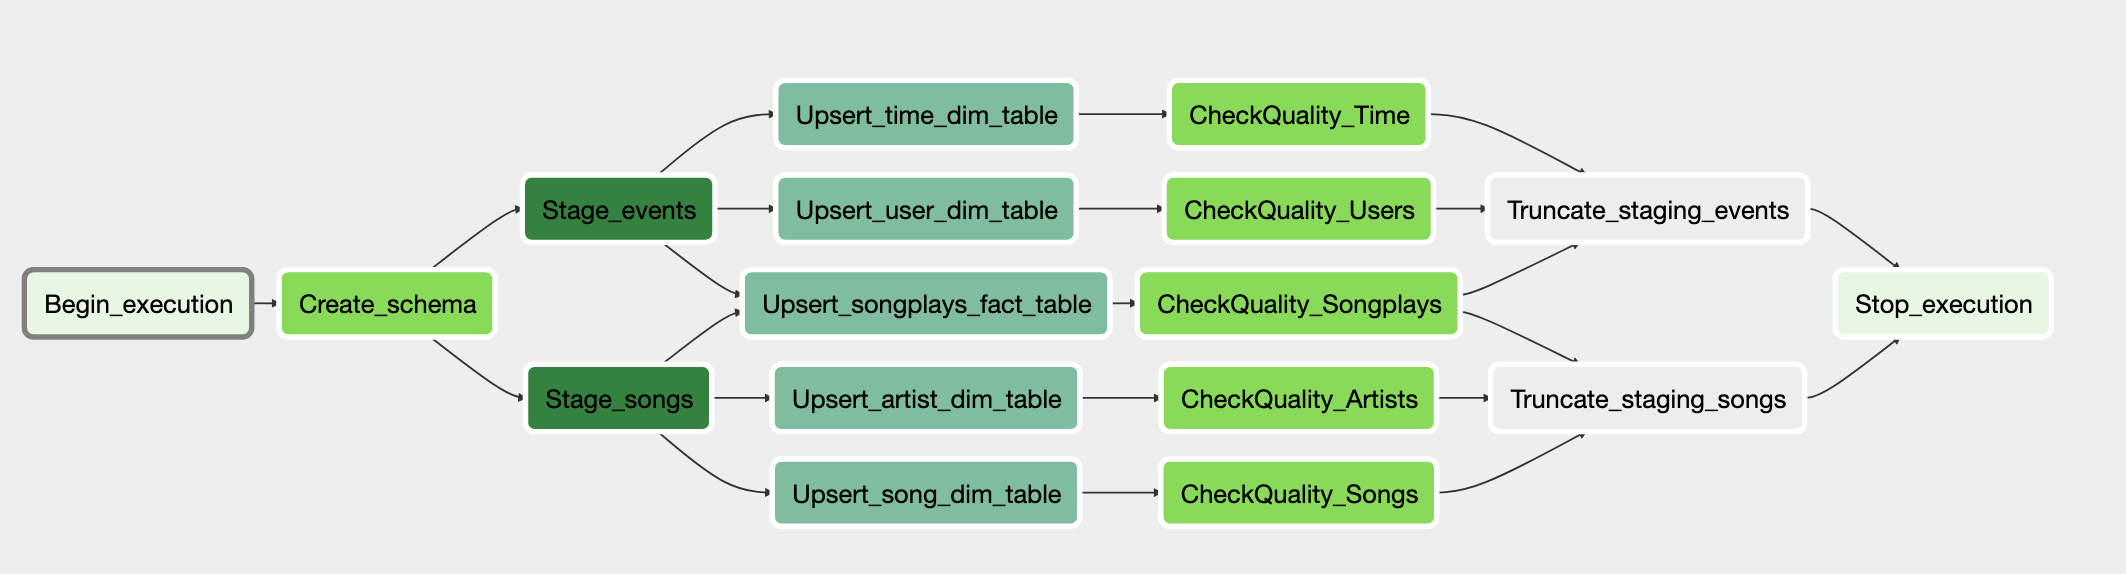 Begin_execution
Create_schema
Stage_events
Stage_songs
Upsert_time_dim_table
Upsert_user_dim_table
Upsert_songplays_fact_table
Upsert_artist_dim_table
Upsert_song_dim_table
CheckQuality_Time
CheckQuality_Users
CheckQuality_Songplays
CheckQuality_Artists
CheckQuality_Songs
Truncate_staging_events
Truncate_staging_songs
Stop_execution